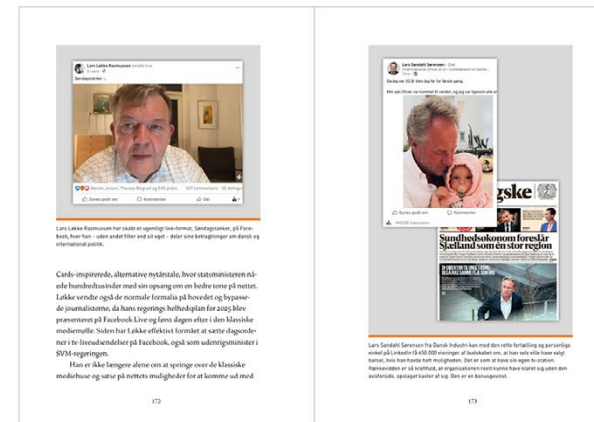 Lars Løkke Rasmussen sendte live
Søndagstanker ..
Synes godt om
Kommenter
Del
Lars Løkke Rasmussen har skabt et ugentligt live-format, Søndagstanker, på Face-
book, hvor han – uden andet filter end sit eget – deler sine betragtninger om dansk og
international politik.
Cards-inspirerede, alternative nytårstale, hvor statsministeren nå-
ede hundredtusinder med sin opsang om en bedre tone på nettet.
Løkke vendte også de normale formalia på hovedet og bypasse-
de journalisterne, da hans regerings helhedsplan for 2025 blev
præsenteret på Facebook Live og først dagen efter i den klassiske
mediemølle. Siden har Løkke effektivt formået at sætte dagsorde-
ner i tv-liveudsendelser på Facebook, også som udenrigsminister i
SVM-regeringen.
Han er ikke længere alene om at springe over de klassiske
mediehuse og satse på nettets muligheder for at komme ud med
172
Lars Sandahl Sørensen
Synes godt om
Kommenter
gske
Sundhedsøkonom foreslår
Sjælland som én stor region
Lars Sandahl Sørensen fra Dansk Industri kan med den rette fortælling og personlige
vinkel på LinkedIn få 650.000 visninger af budskabet om, at han selv ville have valgt
barsel, hvis han havde haft muligheden. Det er som at have sin egen tv-station.
Rækkevidden er så kraftfuld, at organisationen reelt kunne have klaret sig uden den
avisforside, opslaget kaster af sig. Den er en bonusgevinst.
173